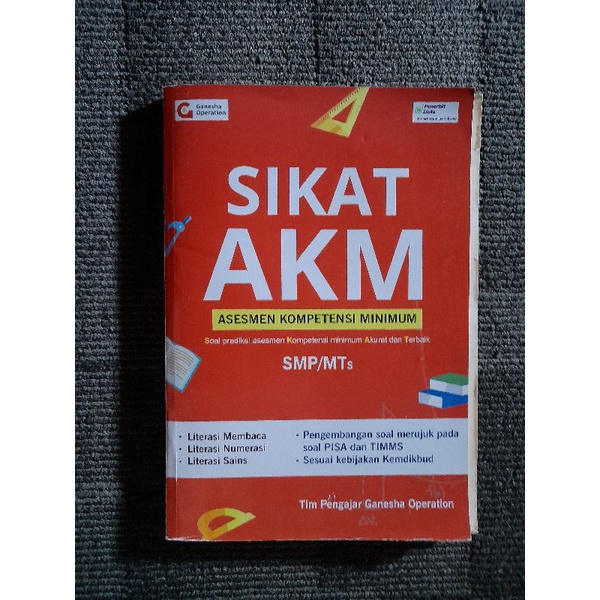 Ganesha
Operation
Penerbit
Duta
SIKAT
AKM
ASESMEN KOMPETENSI MINIMUM
Soal prediksi asesmen Kompetensi minimum Akurat dan Terbaik
SMP/MTs
• Literasi Membaca
• Literasi Numerasi
• Literasi Sains
• Pengembangan soal merujuk pada
soal PISA dan TIMMS
• Sesuai kebijakan Kemdikbud
Tim Pengajar Ganesha Operation